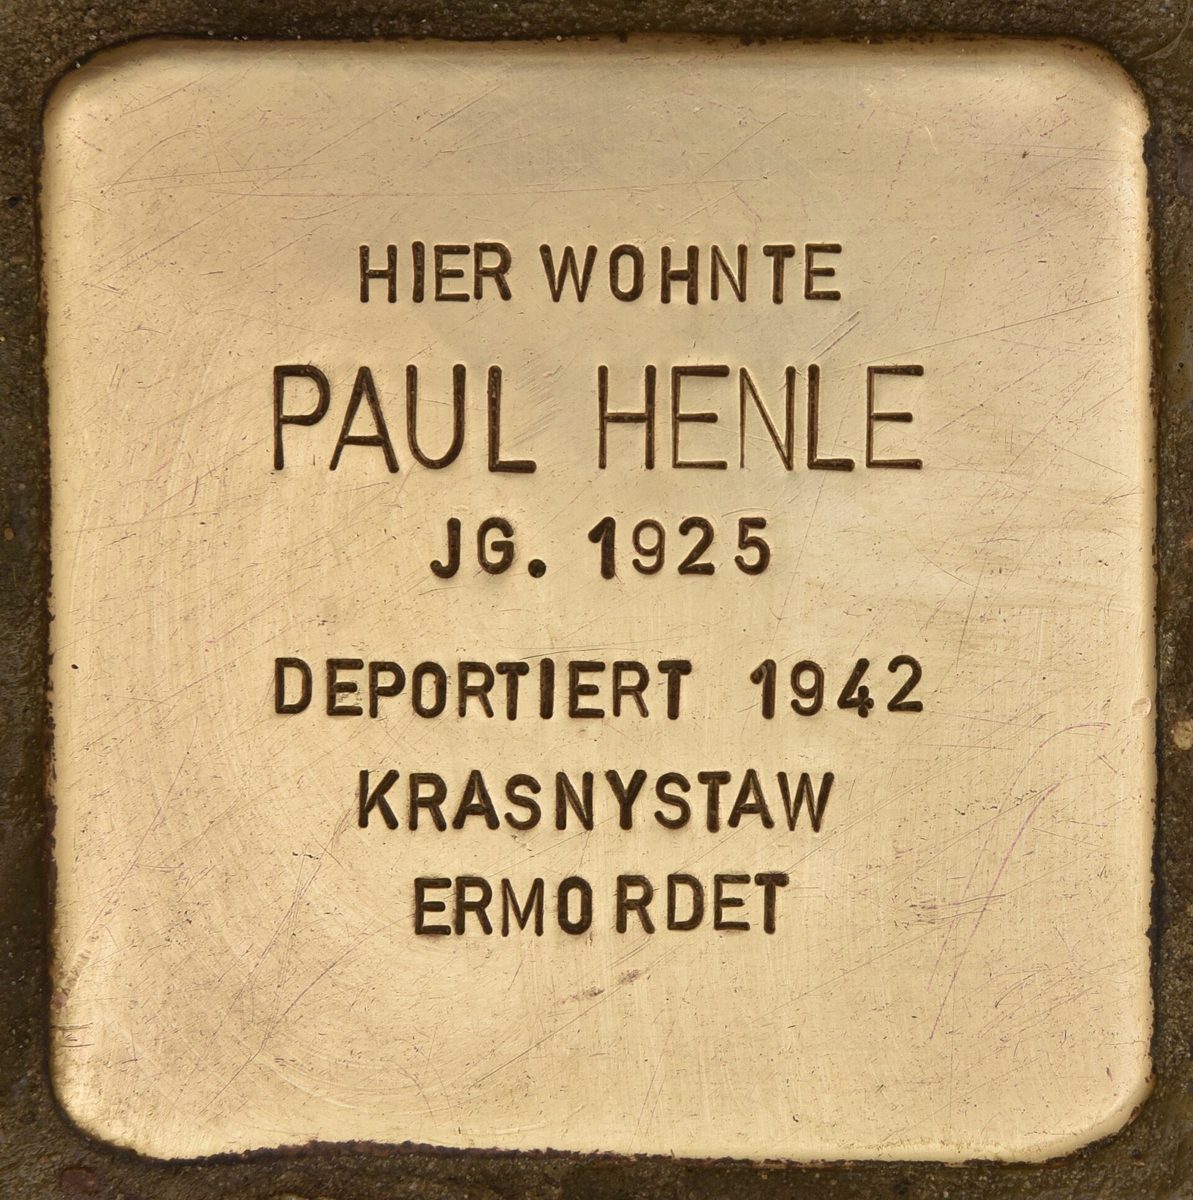 HIER WOHNTE
PAUL HENLE
JG. 1925
DEPORTIERT 1942
KRASNYSTAW
ERMORDET